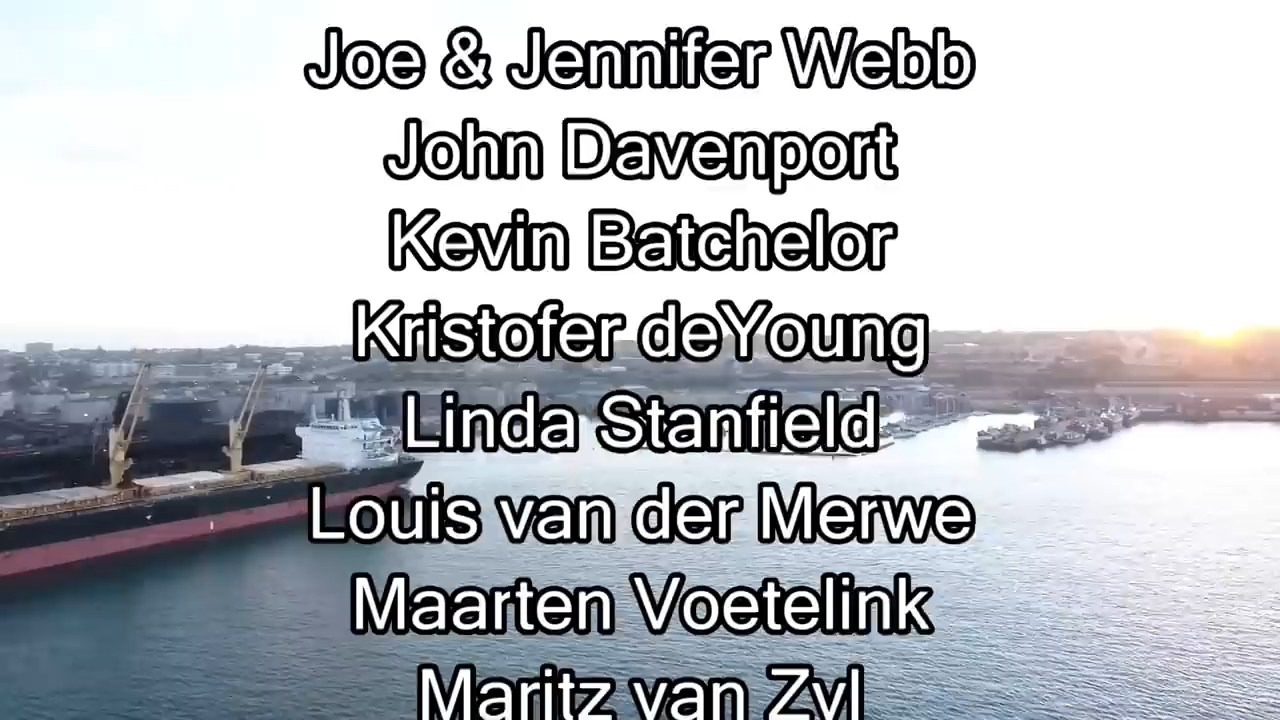 Joe & Jennifer Webb
John Davenport
Kevin Batchelor
Kristofer deYoung
Linda Stanfield
Louis van der Merwe
Maarten Voetelink
Maritz van Zyl